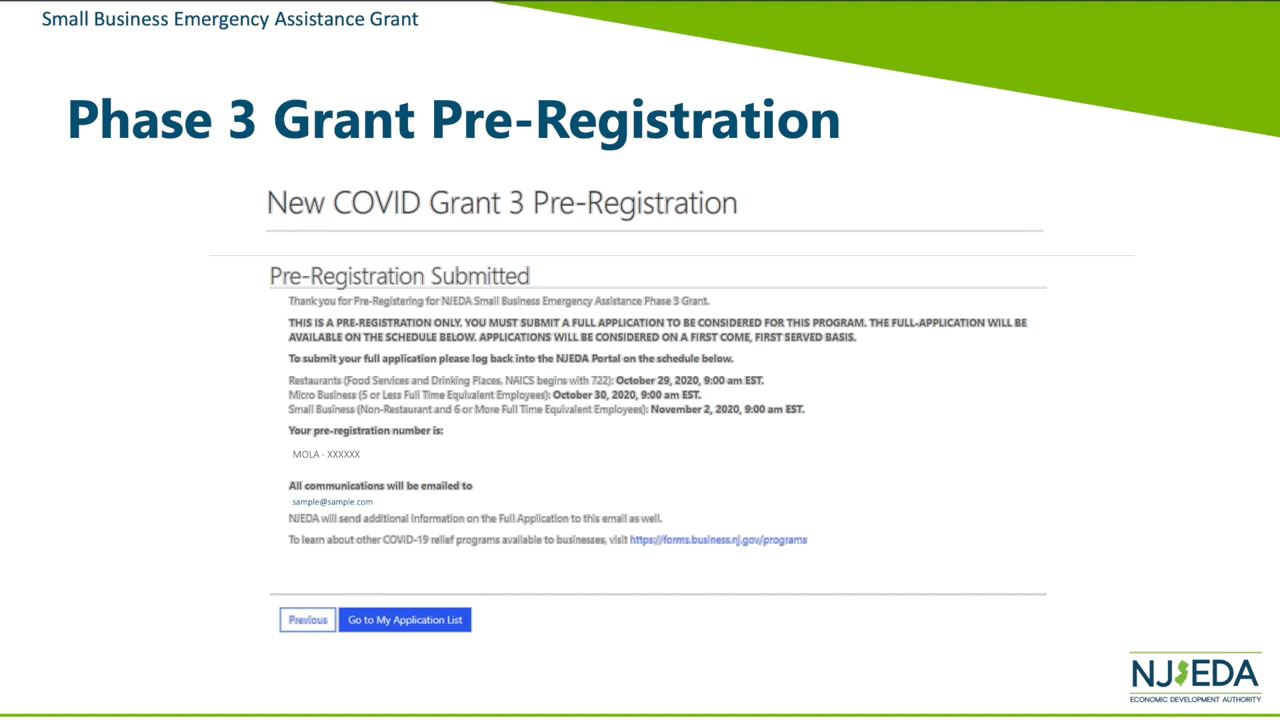 Small Business Emergency Assistance Grant
Phase 3 Grant Pre-Registration
New COVID Grant 3 Pre-Registration
Pre-Registration Submitted
Thank you for Pre-Registering for NJEDA Small Business Emergency Assistance Phase 3 Grant.
THIS IS A PRE-REGISTRATION ONLY. YOU MUST SUBMIT A FULL APPLICATION TO BE CONSIDERED FOR THIS PROGRAM. THE FULL-APPLICATION WILL BE
AVAILABLE ON THE SCHEDULE BELOW. APPLICATIONS WILL BE CONSIDERED ON A FIRST COME, FIRST SERVED BASIS.
To submit your full application please log back into the NJEDA Portal on the schedule below.
Restaurants (Food Services and Drinking Places, NAICS begins with 722): October 29, 2020, 9:00 am EST.
Micro Business (5 or Less Full Time Equivalent Employees): October 30, 2020, 9:00 am EST.
Small Business (Non-Restaurant and 6 or More Full Time Equivalent Employees): November 2, 2020, 9:00 am EST.
Your pre-registration number is:
MOLA - XXXXXX
All communications will be emailed to
sample@sample.com
NJEDA will send additional information on the Full Application to this email as well.
To learn about other COVID-19 relief programs available to businesses, visit https://forms.business.nj.gov/programs
Previous Go to My Application List
NJEDA
ECONOMIC DEVELOPMENT AUTHORITY